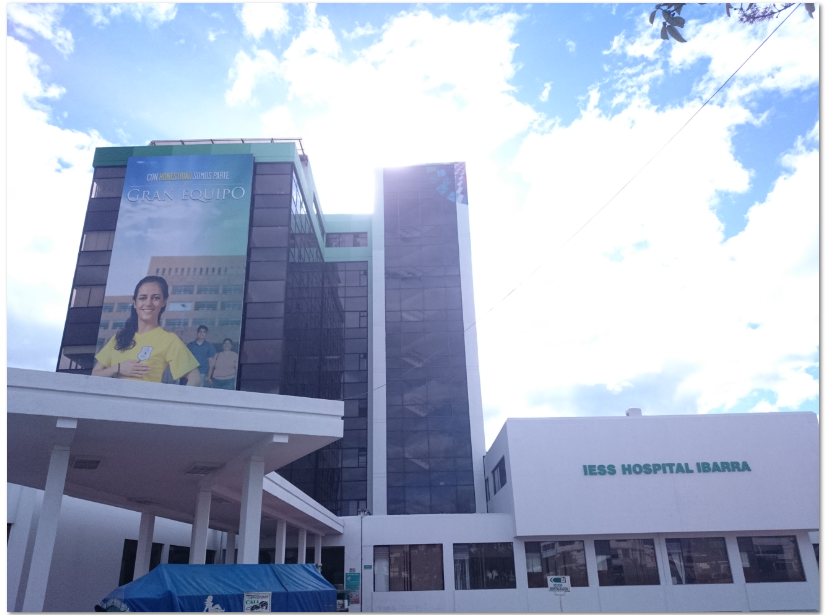 CON HONESTIDAD SOMOS PARTE
GRAN EQUIPO
IESS HOSPITAL IBARRA